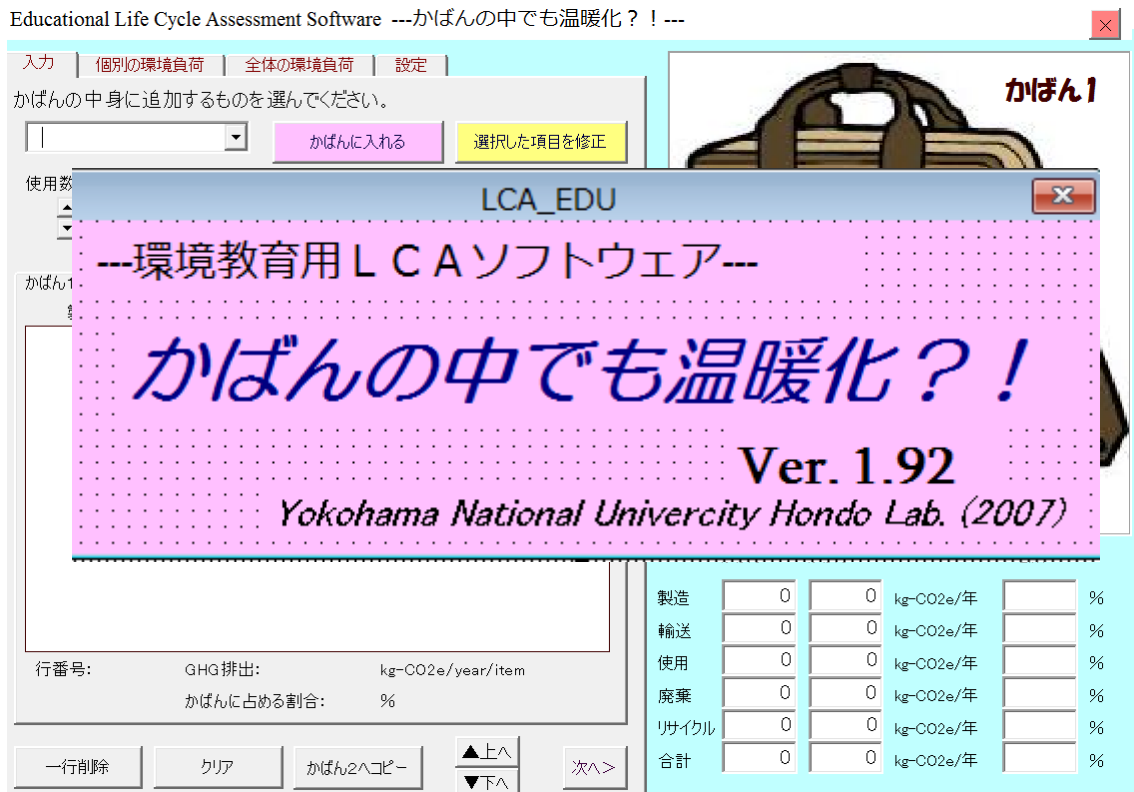 Educational Life Cycle Assessment Software ---かばんの中でも温暖化？！---
入力 個別の環境負荷 全体の環境負荷 設定
かばんの中身に追加するものを選んでください。
かばんに入れる 選択した項目を修正
かばん1
使用数
LCA_EDU
---環境教育用ＬＣＡソフトウェア---
かばん
かばんの中でも温暖化？！
Ver. 1.92
Yokohama National Univercity Hondo Lab. (2007)
製造 0 0 kg-CO2e/年 %
輸送 0 0 kg-CO2e/年 %
使用 0 0 kg-CO2e/年 %
廃棄 0 0 kg-CO2e/年 %
リサイクル 0 0 kg-CO2e/年 %
合計 0 0 kg-CO2e/年 %
行番号: GHG排出: kg-CO2e/year/item
かばんに占める割合: %
一行削除 クリア かばん2へコピー ▲上へ ▼下へ 次へ>